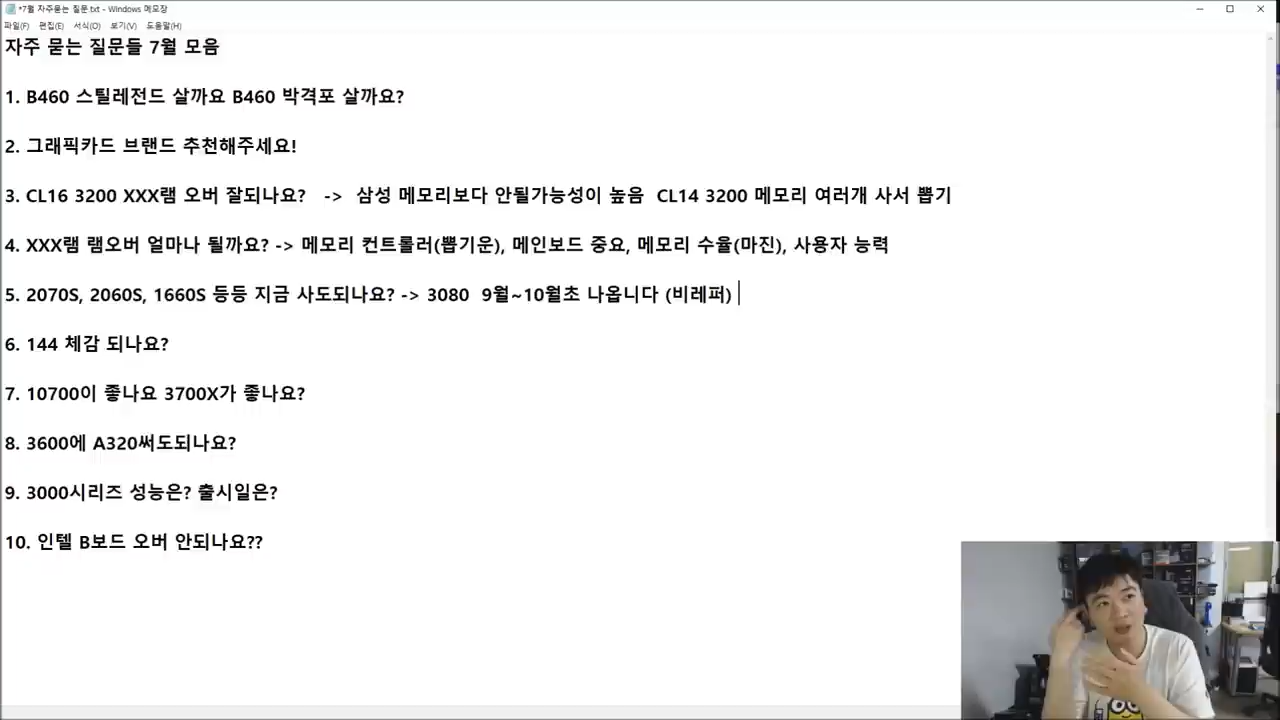 *7월 자주묻는 질문.txt - Windows 메모장
파일(F) 편집(E) 서식(O) 보기(V) 도움말(H)
자주 묻는 질문들 7월 모음
1. B460 스틸레전드 살까요 B460 박격포 살까요?
2. 그래픽카드 브랜드 추천해주세요!
3. CL16 3200 XXX램 오버 잘되나요? -> 삼성 메모리보다 안될가능성이 높음 CL14 3200 메모리 여러개 사서 뽑기
4. XXX램 램오버 얼마나 될까요? -> 메모리 컨트롤러(뽑기운), 메인보드 중요, 메모리 수율(마진), 사용자 능력
5. 2070S, 2060S, 1660S 등등 지금 사도되나요? -> 3080 9월~10월초 나옵니다 (비레퍼)
6. 144 체감 되나요?
7. 10700이 좋나요 3700X가 좋나요?
8. 3600에 A320써도되나요?
9. 3000시리즈 성능은? 출시일은?
10. 인텔 B보드 오버 안되나요??